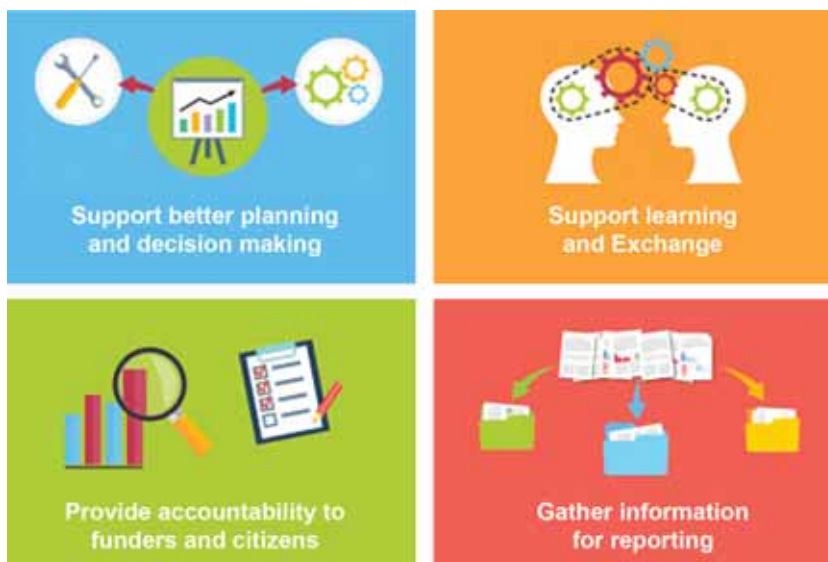 Support better planning
and decision making
Support learning
and Exchange
Provide accountability to
funders and citizens
Gather information
for reporting